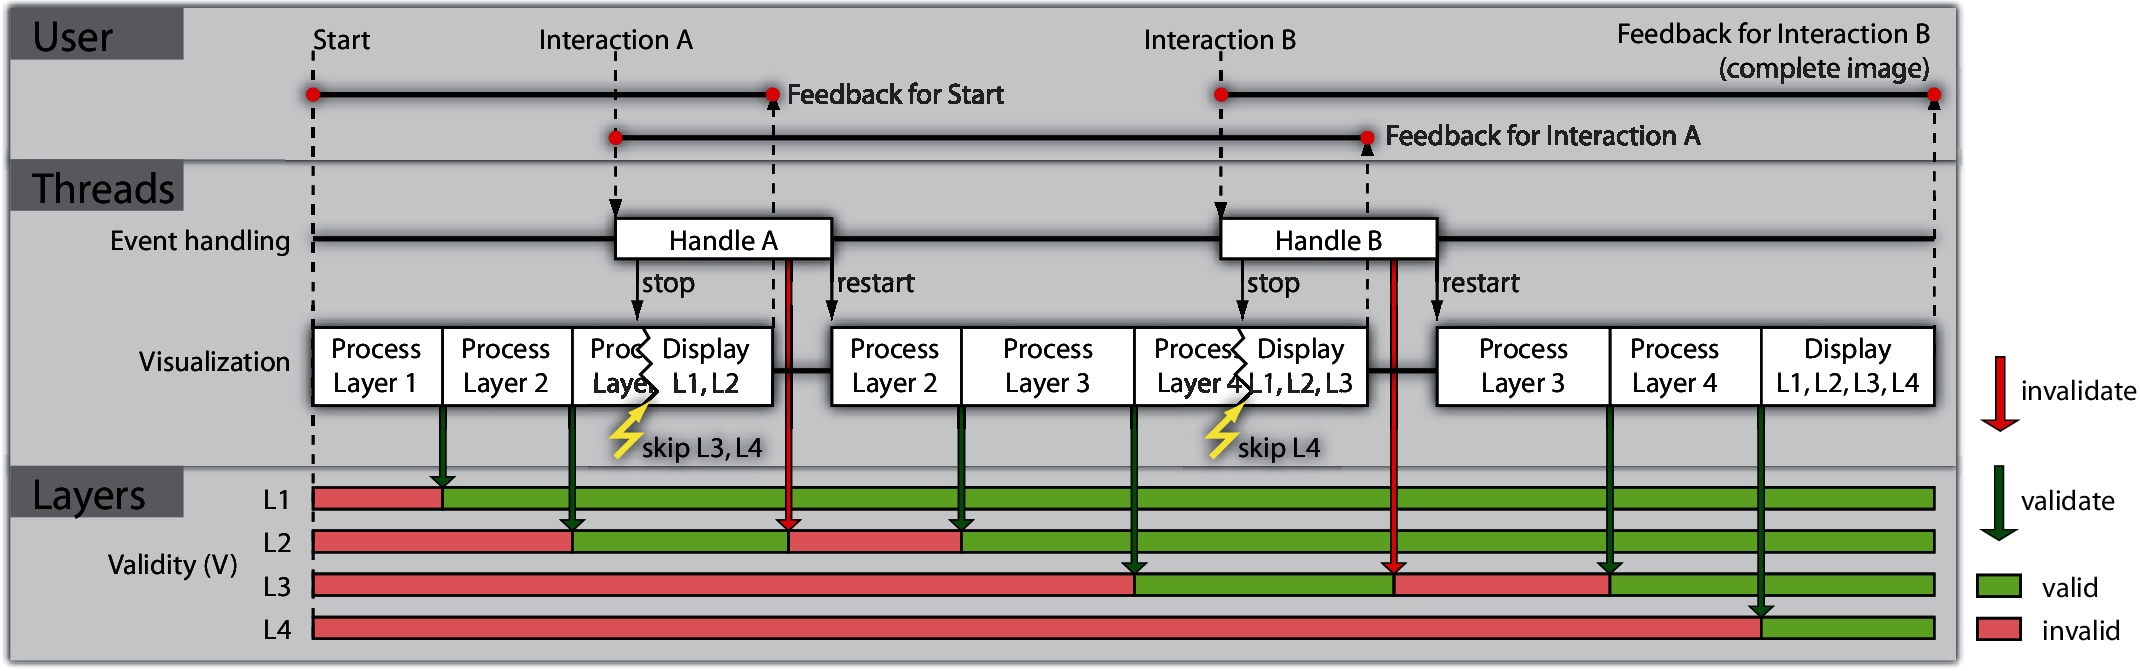 User
Start
Interaction A
Interaction B
Feedback for Interaction B
(complete image)
Feedback for Start
Feedback for Interaction A
Threads
Event handling
Handle A
Handle B
stop
restart
stop
restart
Visualization
Process
Layer 1
Process
Layer 2
Proc
Laye
Display
L1, L2
Process
Layer 2
Process
Layer 3
Process
Layer 4
Display
L1, L2, L3
Process
Layer 3
Process
Layer 4
Display
L1, L2, L3, L4
skip L3, L4
skip L4
invalidate
validate
valid
invalid
Layers
L1
L2
Validity (V)
L3
L4